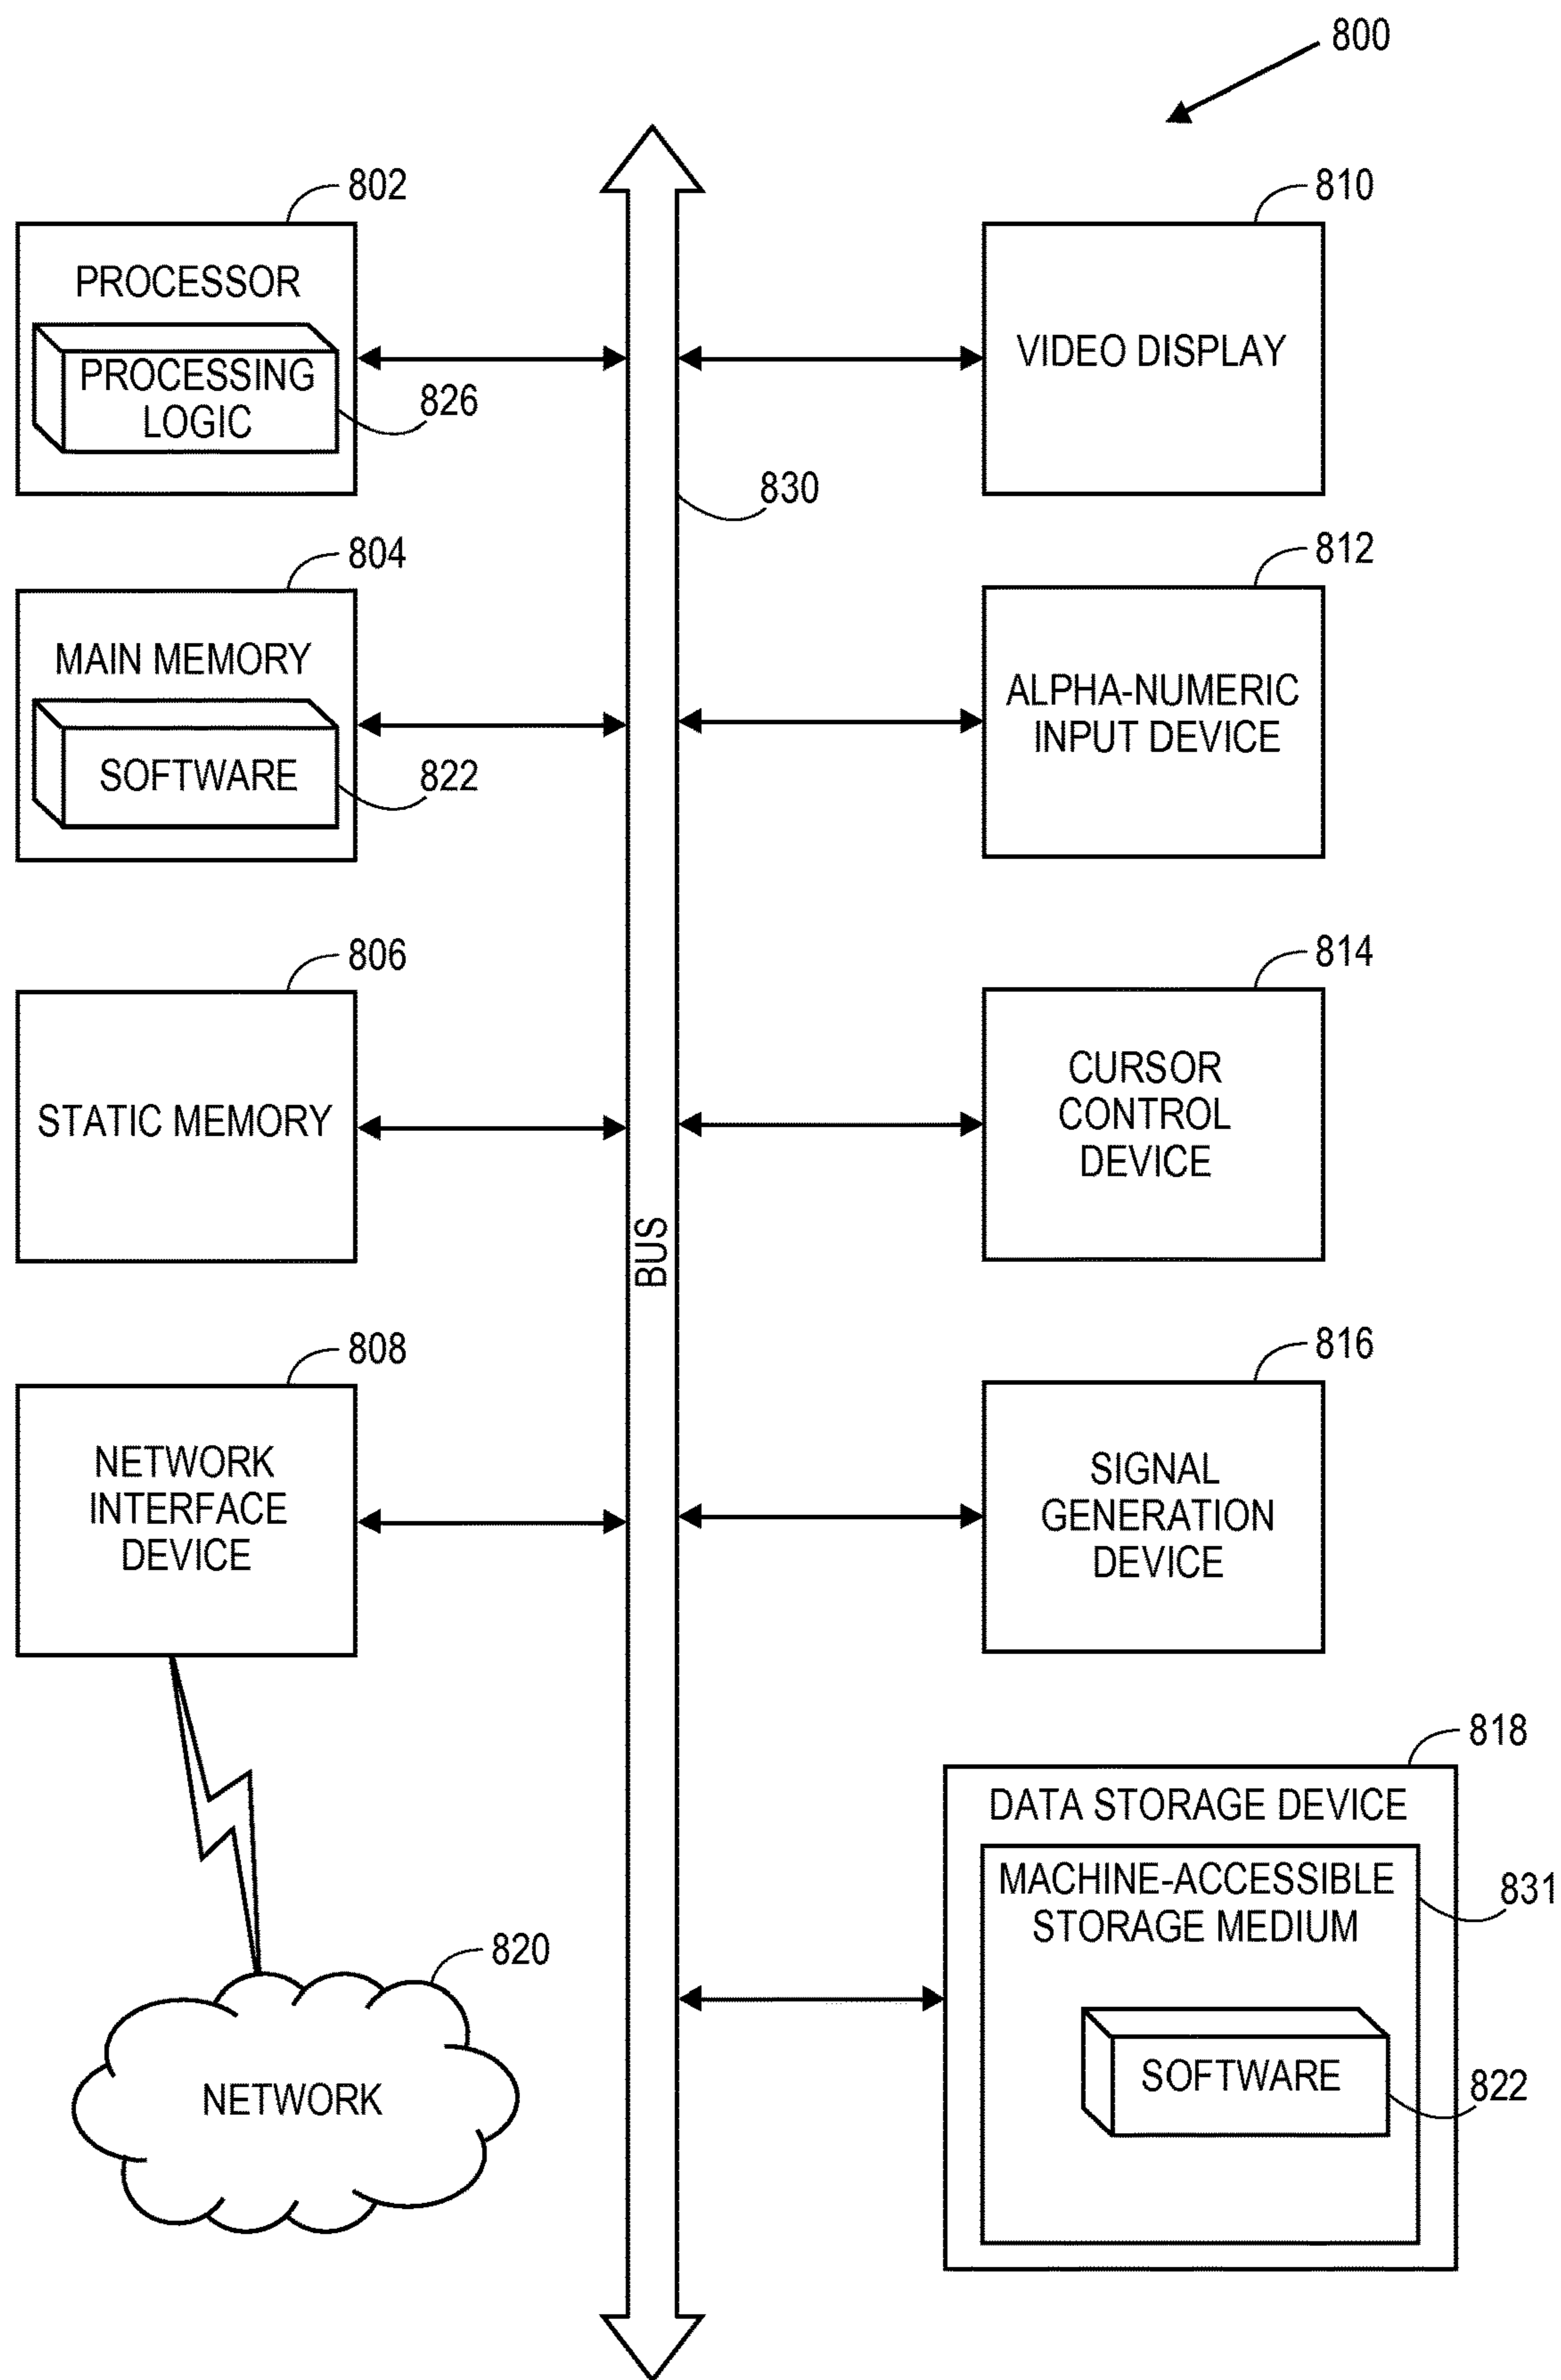 800
802
PROCESSOR
PROCESSING
LOGIC
826
810
VIDEO DISPLAY
830
804
MAIN MEMORY
SOFTWARE
822
812
ALPHA-NUMERIC
INPUT DEVICE
806
STATIC MEMORY
814
CURSOR
CONTROL
DEVICE
BUS
808
NETWORK
INTERFACE
DEVICE
816
SIGNAL
GENERATION
DEVICE
818
DATA STORAGE DEVICE
MACHINE-ACCESSIBLE
STORAGE MEDIUM
831
SOFTWARE
822
820
NETWORK